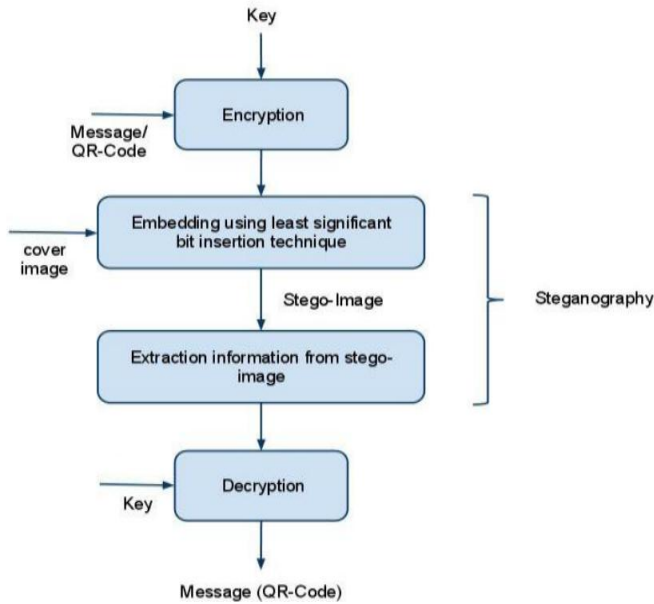 Key
Encryption
Message/
QR-Code
Embedding using least significant
bit insertion technique
cover
image
Stego-Image
Steganography
Extraction information from stego-
image
Decryption
Key
Message (QR-Code)